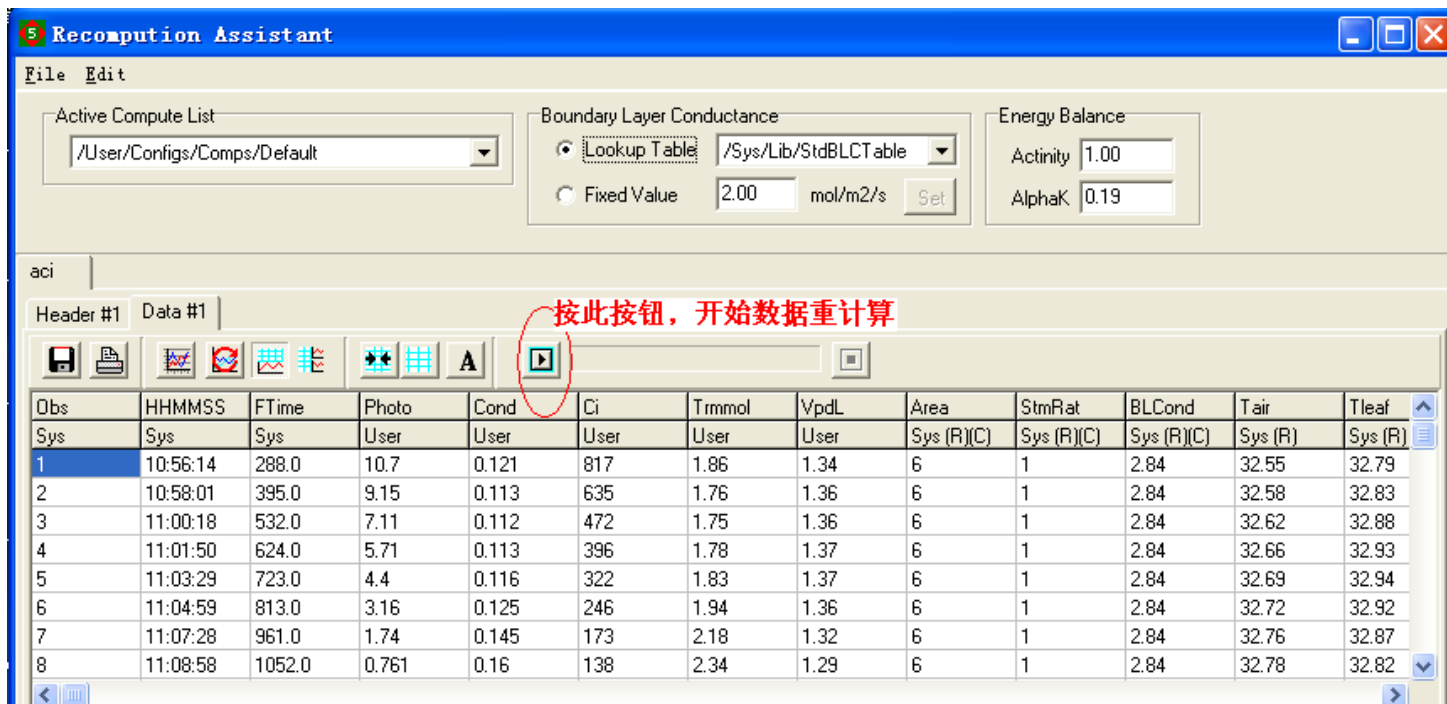 Recompution Assistant
File Edit
Active Compute List
/User/Configs/Comps/Default
Boundary Layer Conductance
Lookup Table /Sys/Lib/StdBLCTable
Fixed Value 2.00 mol/m2/s Set
Energy Balance
Actinity 1.00
AlphaK 0.19
aci
Header #1 Data #1
按此按钮，开始数据重计算
A
Obs HHMMSS FTime Photo Cond Ci Trmmol VpdL Area StmRat BLCond Tair Tleaf
Sys Sys Sys User User User User User Sys (R)(C) Sys (R)(C) Sys (R)(C) Sys (R) Sys (R)
1 10:56:14 288.0 10.7 0.121 817 1.86 1.34 6 1 2.84 32.55 32.79
2 10:58:01 395.0 9.15 0.113 635 1.76 1.36 6 1 2.84 32.58 32.83
3 11:00:18 532.0 7.11 0.112 472 1.75 1.36 6 1 2.84 32.62 32.88
4 11:01:50 624.0 5.71 0.113 396 1.78 1.37 6 1 2.84 32.66 32.93
5 11:03:29 723.0 4.4 0.116 322 1.83 1.37 6 1 2.84 32.69 32.94
6 11:04:59 813.0 3.16 0.125 246 1.94 1.36 6 1 2.84 32.72 32.92
7 11:07:28 961.0 1.74 0.145 173 2.18 1.32 6 1 2.84 32.76 32.87
8 11:08:58 1052.0 0.761 0.16 138 2.34 1.29 6 1 2.84 32.78 32.82